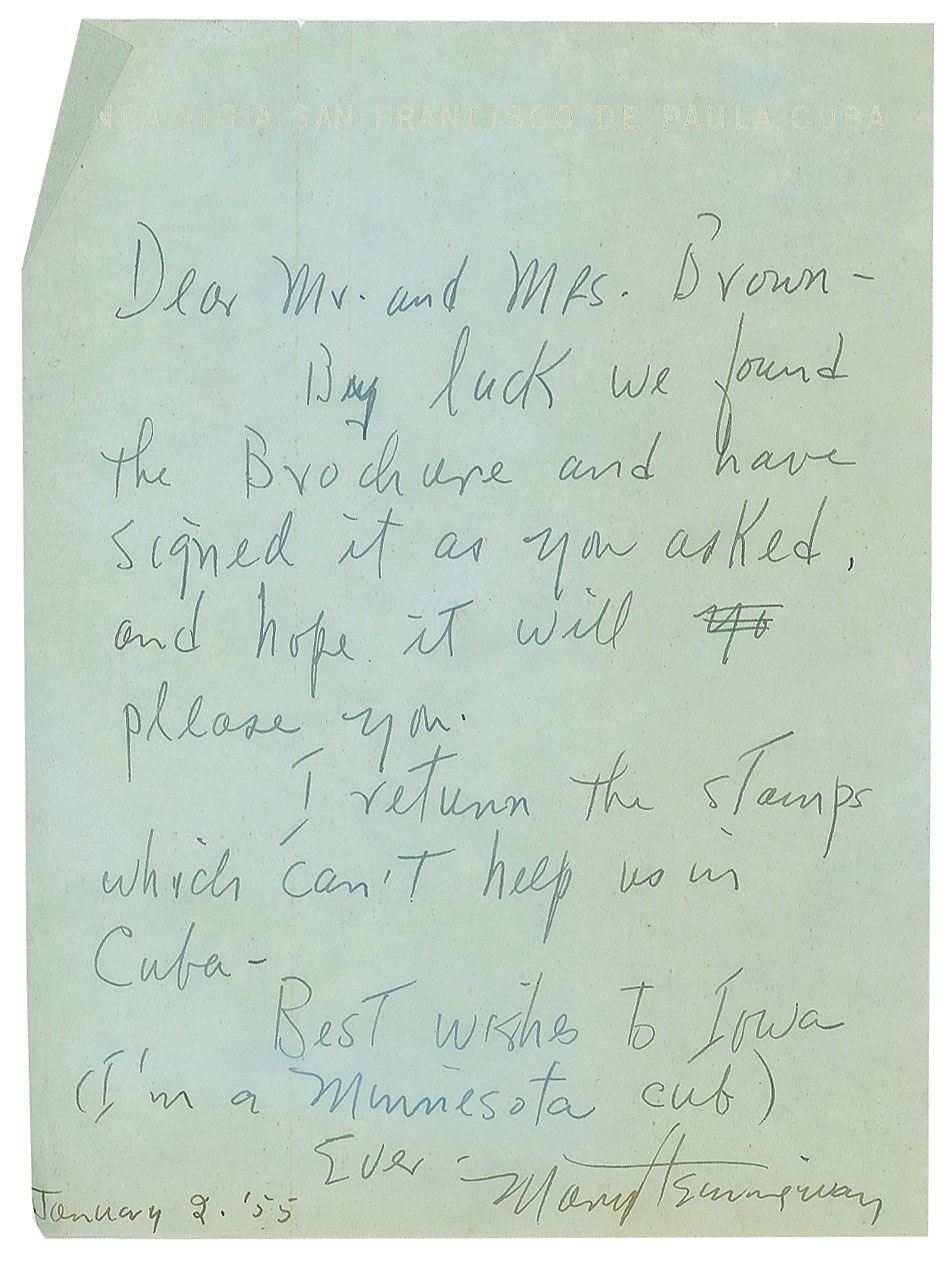 NCA VIGIA, SAN FRANCISCO DE PAULA, CUBA
Dear Mr. and Mrs. Brown -
By luck we found
the Brochure and have
signed it as you asked,
and hope it will
please you.
I return the stamps
which can't help us in
Cuba -
Best wishes to Iowa
(I'm a Minnesota cub)
Ever -
Mary Hemingway
January 2. '55